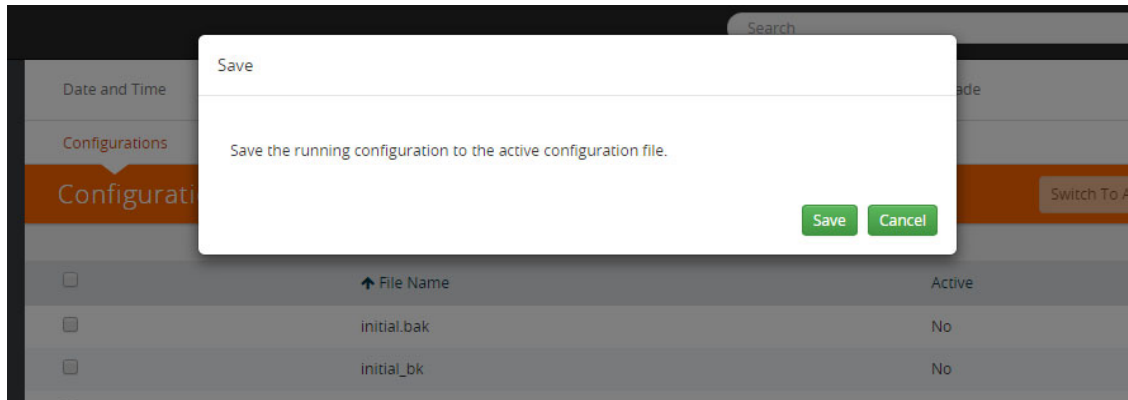 Search
Save
Date and Time
ade
Configurations
Save the running configuration to the active configuration file.
Configurati
Switch To A
Save Cancel
File Name Active
initial.bak No
initial_bk No